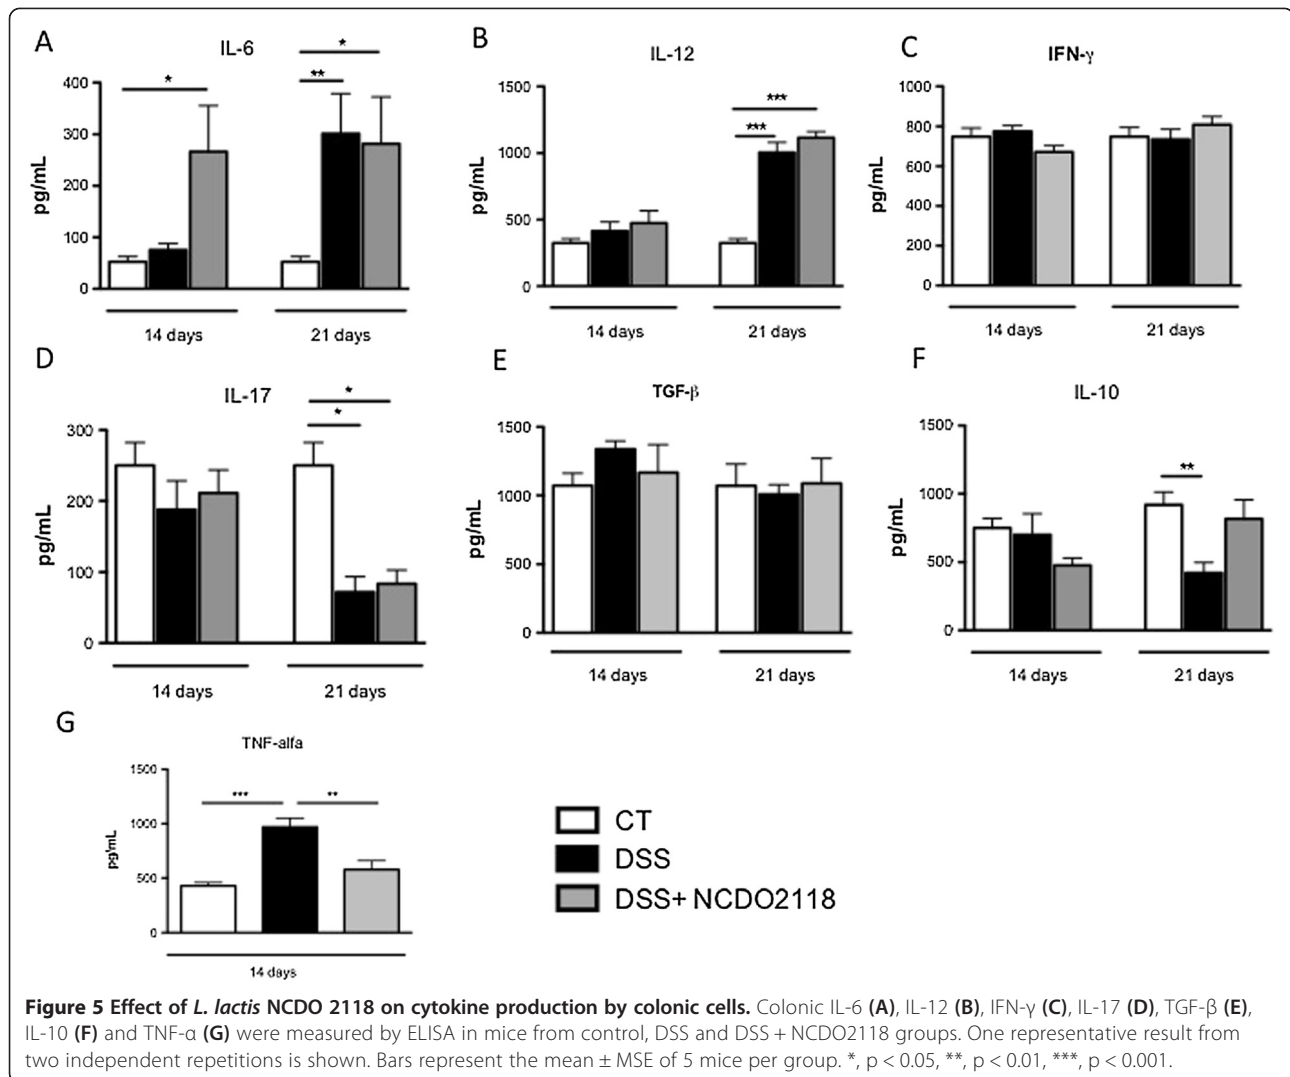 A
IL-6
pg/mL
400
300
200
100
0
*
*
**
14 days
21 days
B
IL-12
pg/mL
1500
1000
500
0
***
***
14 days
21 days
C
IFN-γ
pg/mL
1000
800
600
400
200
0
14 days
21 days
D
IL-17
pg/mL
300
200
100
0
*
*
14 days
21 days
E
TGF-β
pg/mL
1500
1000
500
0
14 days
21 days
F
IL-10
pg/mL
1500
1000
500
0
**
14 days
21 days
G
TNF-alfa
pg/mL
1500
1000
500
0
***
**
14 days
CT
DSS
DSS+ NCDO2118
Figure 5 Effect of L. lactis NCDO 2118 on cytokine production by colonic cells. Colonic IL-6 (A), IL-12 (B), IFN-γ (C), IL-17 (D), TGF-β (E),
IL-10 (F) and TNF-α (G) were measured by ELISA in mice from control, DSS and DSS + NCDO2118 groups. One representative result from
two independent repetitions is shown. Bars represent the mean ± MSE of 5 mice per group. *, p < 0.05, **, p < 0.01, ***, p < 0.001.